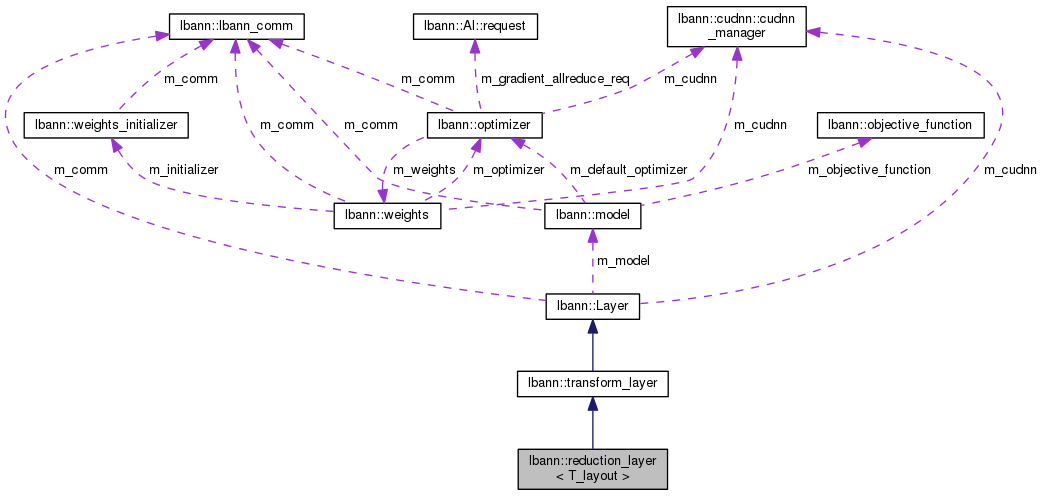 lbann::lbann_comm
lbann::Al::request
lbann::cudnn::cudnn
_manager
m_comm
m_comm
m_gradient_allreduce_req
m_cudnn
lbann::weights_initializer
m_comm
m_comm
lbann::optimizer
m_cudnn
lbann::objective_function
m_comm
m_initializer
m_weights
m_optimizer
m_default_optimizer
m_objective_function
m_cudnn
lbann::weights
lbann::model
m_model
lbann::Layer
lbann::transform_layer
lbann::reduction_layer
< T_layout >